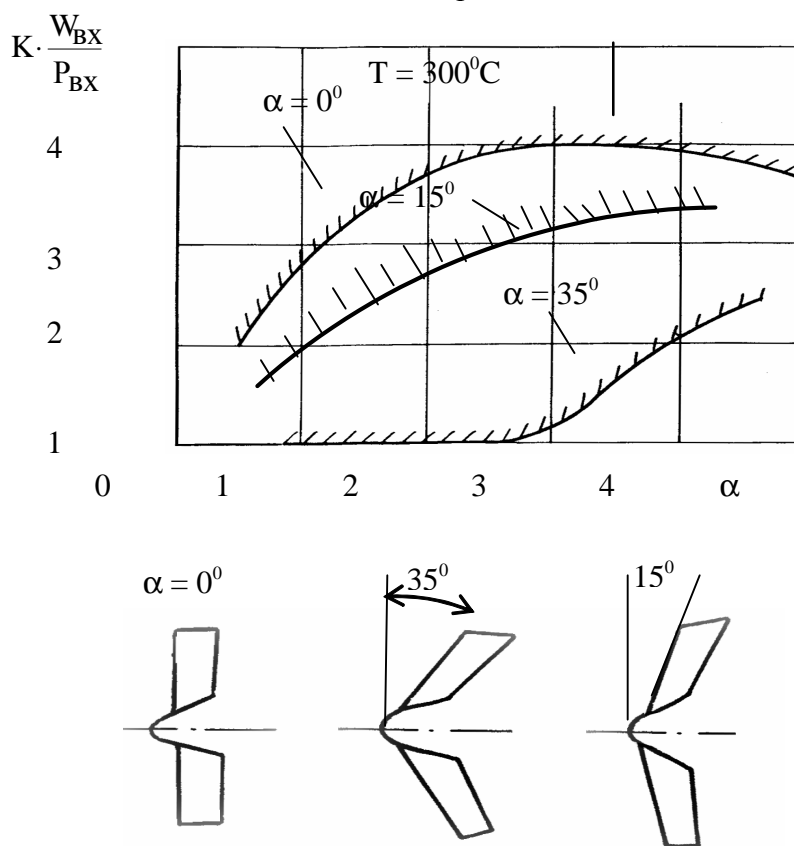 K· W_BX / P_BX
T = 300⁰C
α = 0⁰
4
α = 15⁰
3
α = 35⁰
2
1
0 1 2 3 4 α
α = 0⁰ 35⁰ 15⁰